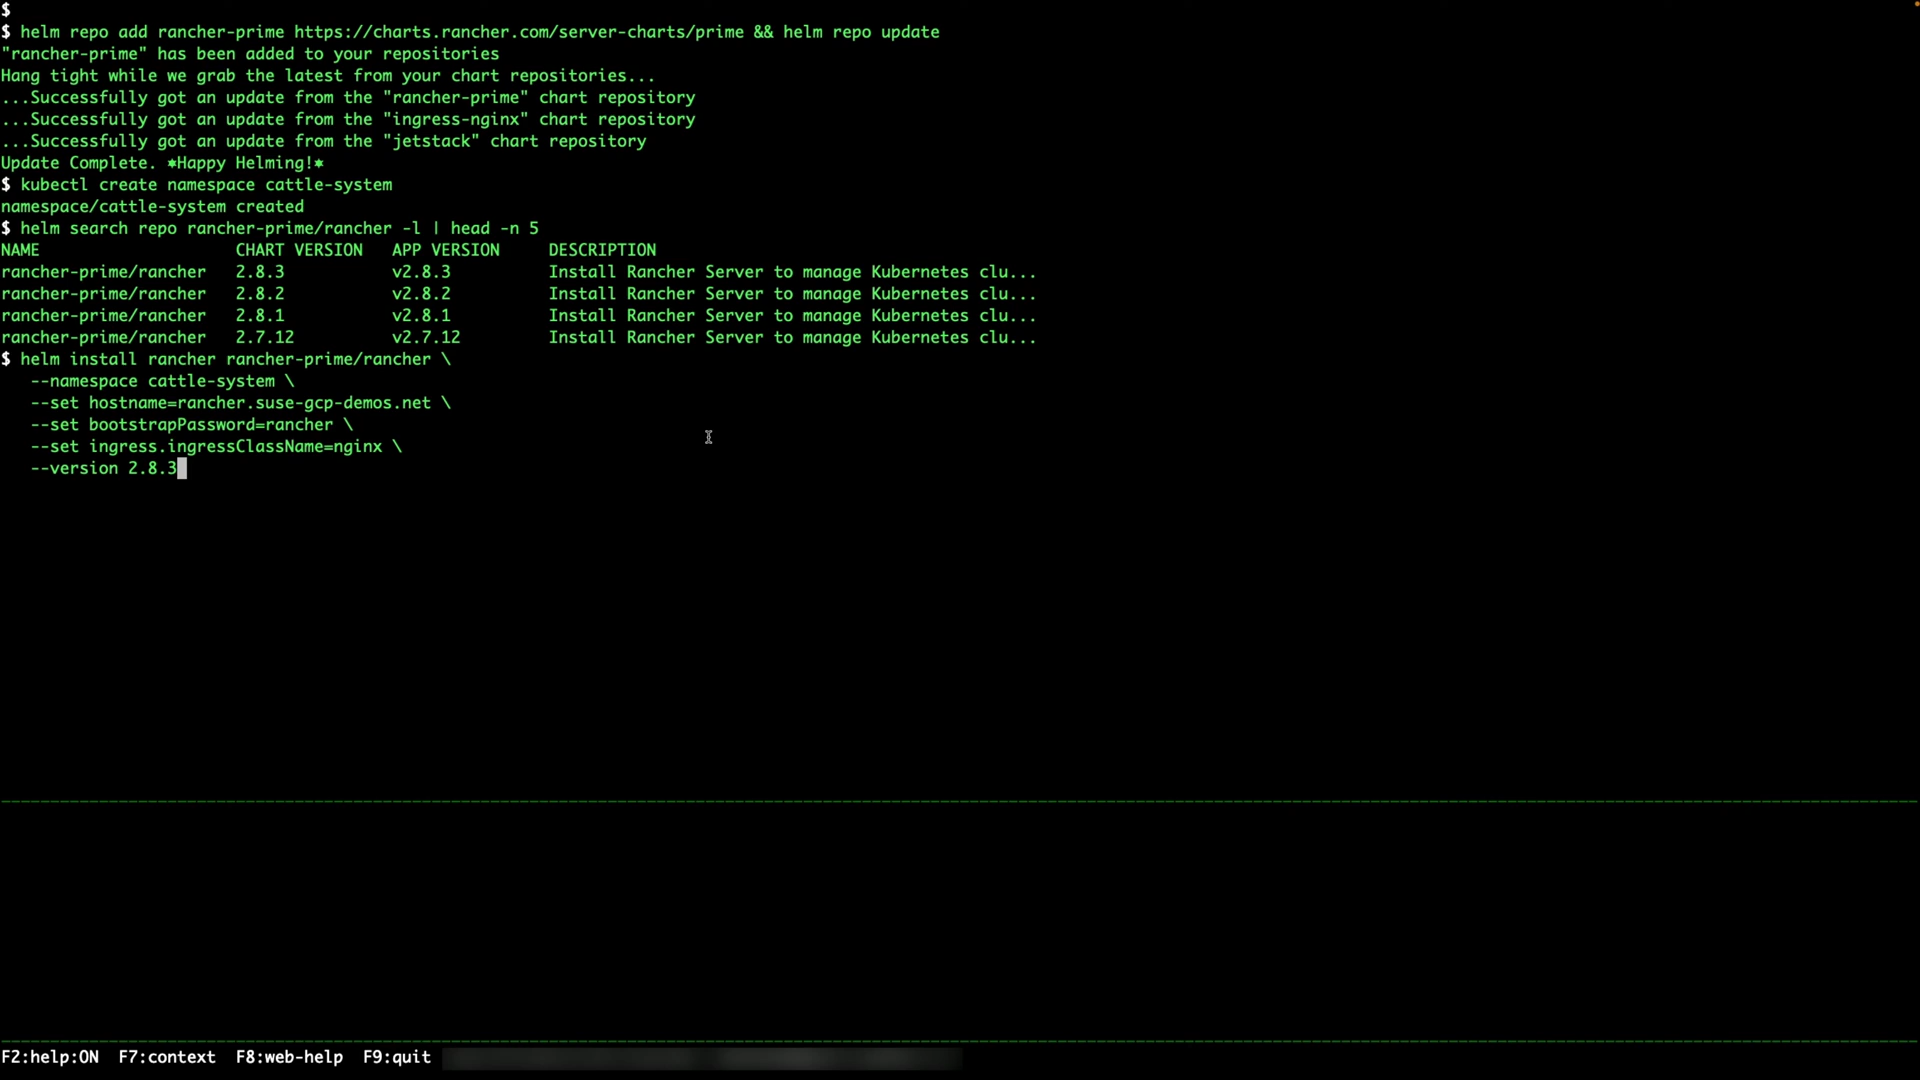 $
$ helm repo add rancher-prime https://charts.rancher.com/server-charts/prime && helm repo update
"rancher-prime" has been added to your repositories
Hang tight while we grab the latest from your chart repositories...
...Successfully got an update from the "rancher-prime" chart repository
...Successfully got an update from the "ingress-nginx" chart repository
...Successfully got an update from the "jetstack" chart repository
Update Complete. ⎈Happy Helming!⎈
$ kubectl create namespace cattle-system
namespace/cattle-system created
$ helm search repo rancher-prime/rancher -l | head -n 5
NAME CHART VERSION APP VERSION DESCRIPTION
rancher-prime/rancher 2.8.3 v2.8.3 Install Rancher Server to manage Kubernetes clu...
rancher-prime/rancher 2.8.2 v2.8.2 Install Rancher Server to manage Kubernetes clu...
rancher-prime/rancher 2.8.1 v2.8.1 Install Rancher Server to manage Kubernetes clu...
rancher-prime/rancher 2.7.12 v2.7.12 Install Rancher Server to manage Kubernetes clu...
$ helm install rancher rancher-prime/rancher \
--namespace cattle-system \
--set hostname=rancher.suse-gcp-demos.net \
--set bootstrapPassword=rancher \
--set ingress.ingressClassName=nginx \
--version 2.8.3
F2:help:ON F7:context F8:web-help F9:quit